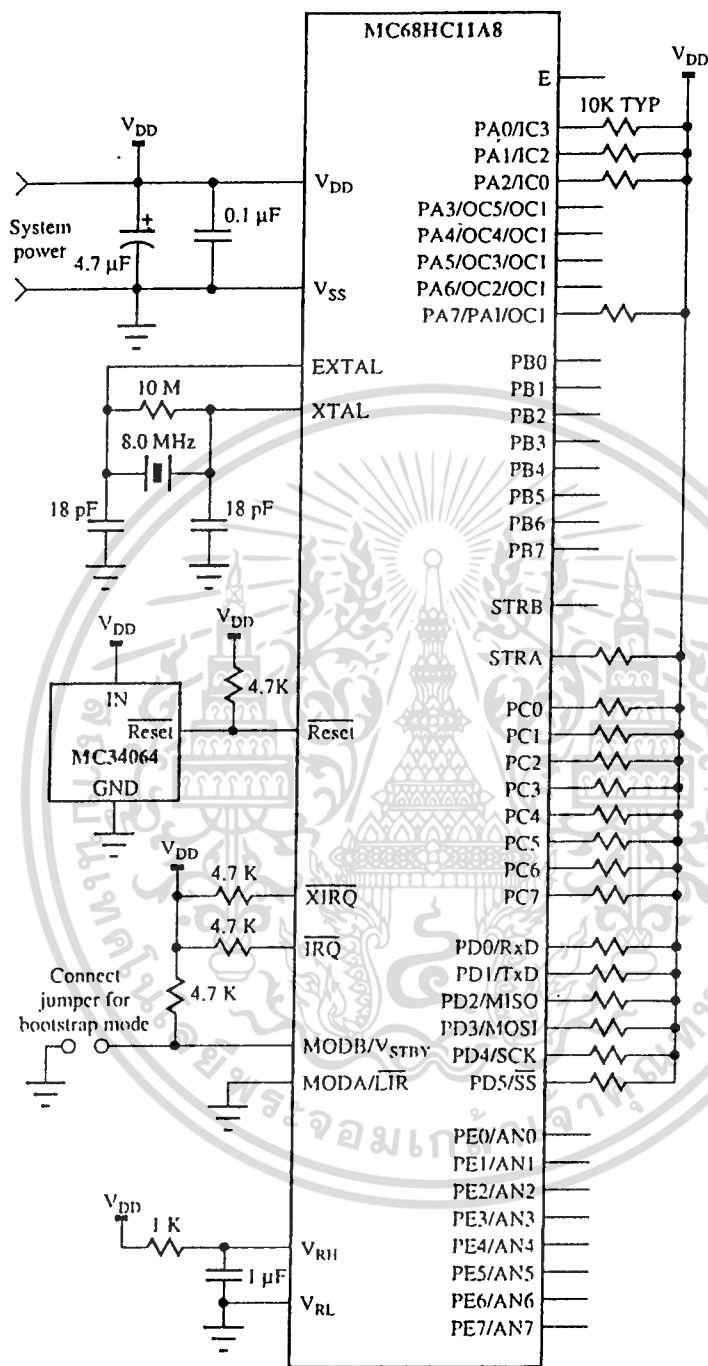 MC68HC11A8
V_DD
System
power
4.7 µF
+
0.1 µF
V_DD
V_SS
EXTAL
XTAL
10 M
8.0 MHz
18 pF
18 pF
V_DD
IN
Reset
MC34064
GND
V_DD
4.7K
Reset
V_DD
4.7 K
XIRQ
4.7 K
IRQ
4.7 K
Connect
jumper for
bootstrap mode
MODB/V_STBY
MODA/LIR
V_DD
1 K
V_RH
1 µF
V_RL
E
V_DD
10K TYP
PA0/IC3
PA1/IC2
PA2/IC0
PA3/OC5/OC1
PA4/OC4/OC1
PA5/OC3/OC1
PA6/OC2/OC1
PA7/PA1/OC1
PB0
PB1
PB2
PB3
PB4
PB5
PB6
PB7
STRB
STRA
PC0
PC1
PC2
PC3
PC4
PC5
PC6
PC7
PD0/RxD
PD1/TxD
PD2/MISO
PD3/MOSI
PD4/SCK
PD5/SS
PE0/AN0
PE1/AN1
PE2/AN2
PE3/AN3
PE4/AN4
PE5/AN5
PE6/AN6
PE7/AN7